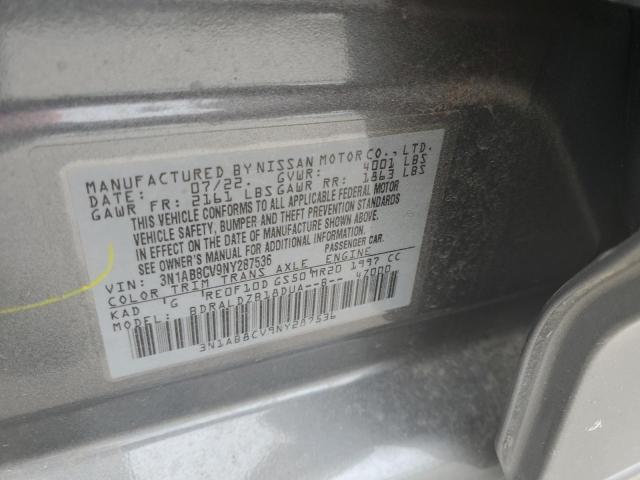 MANUFACTURED BY NISSAN MOTOR CO., LTD.
DATE: 07/22. GVWR: 4001 LBS
GAWR FR: 2161 LBS GAWR RR: 1863 LBS
THIS VEHICLE CONFORMS TO ALL APPLICABLE FEDERAL MOTOR
VEHICLE SAFETY, BUMPER AND THEFT PREVENTION STANDARDS
IN EFFECT ON THE DATE OF MANUFACTURE SHOWN ABOVE.
SEE OWNER'S MANUAL FOR ADDITIONAL INFORMATION.
VIN: 3N1AB8CV9NY287536 PASSENGER CAR.
COLOR TRIM TRANS AXLE ENGINE
KAD G RE0F10D GS50 MR20 1997 CC
MODEL: BDRALD7B18DUA--B-- 47000
3N1AB8CV9NY287536